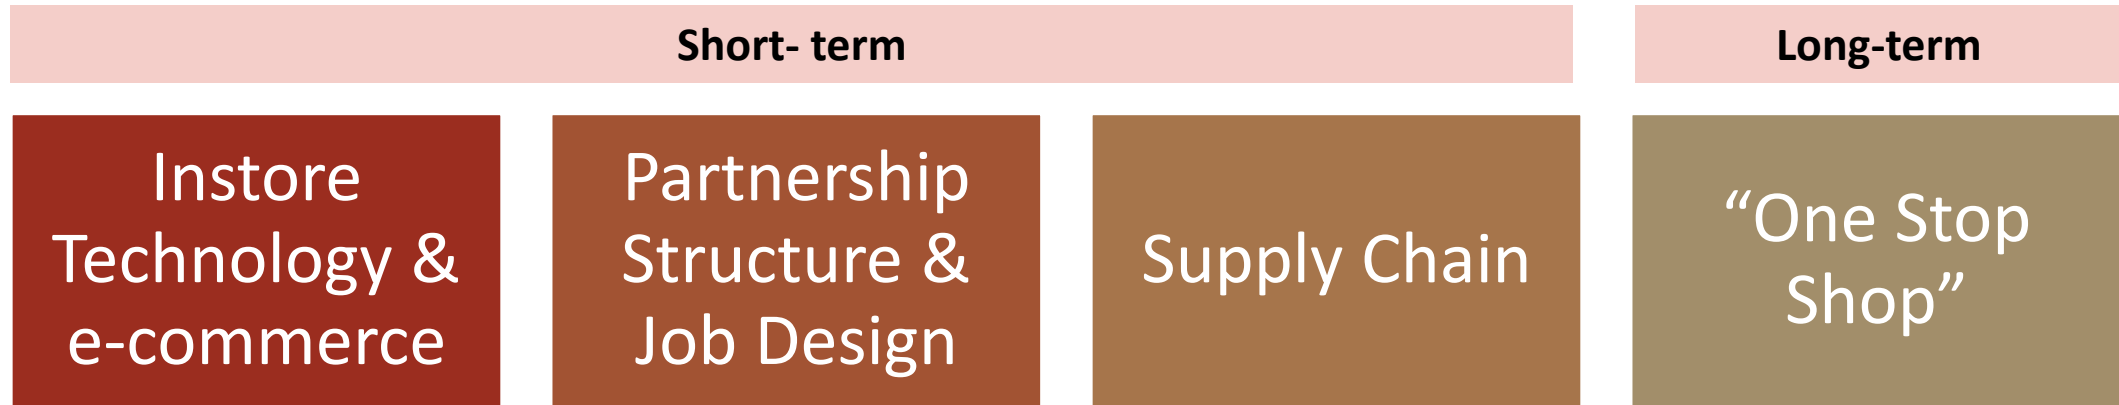 Short- term
Long-term
Instore
Technology &
e-commerce
Partnership
Structure &
Job Design
Supply Chain
“One Stop
Shop”